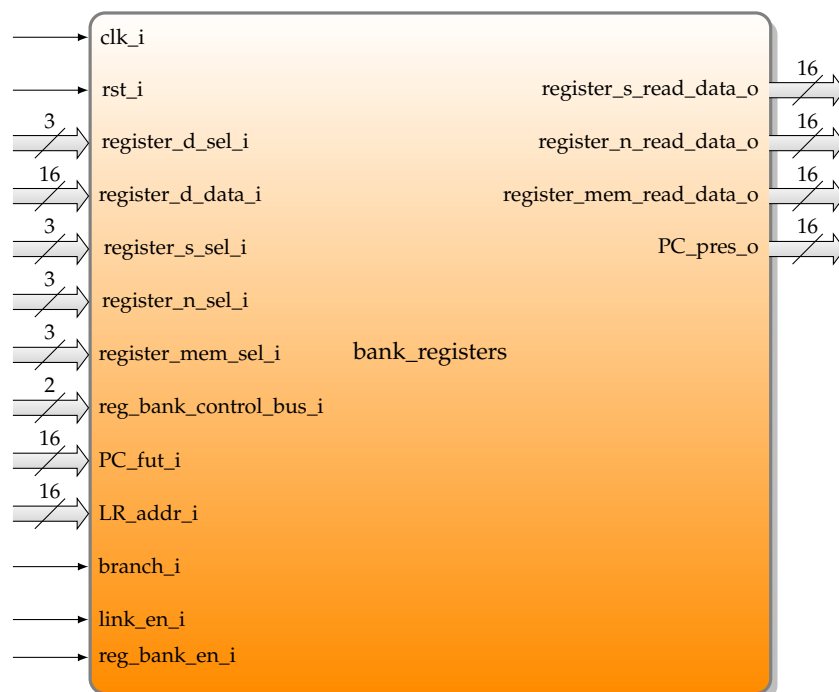 clk_i
rst_i
register_s_read_data_o
16
3
register_d_sel_i
register_n_read_data_o
16
16
register_d_data_i
register_mem_read_data_o
16
3
register_s_sel_i
PC_pres_o
16
3
register_n_sel_i
3
register_mem_sel_i
bank_registers
2
reg_bank_control_bus_i
16
PC_fut_i
16
LR_addr_i
branch_i
link_en_i
reg_bank_en_i